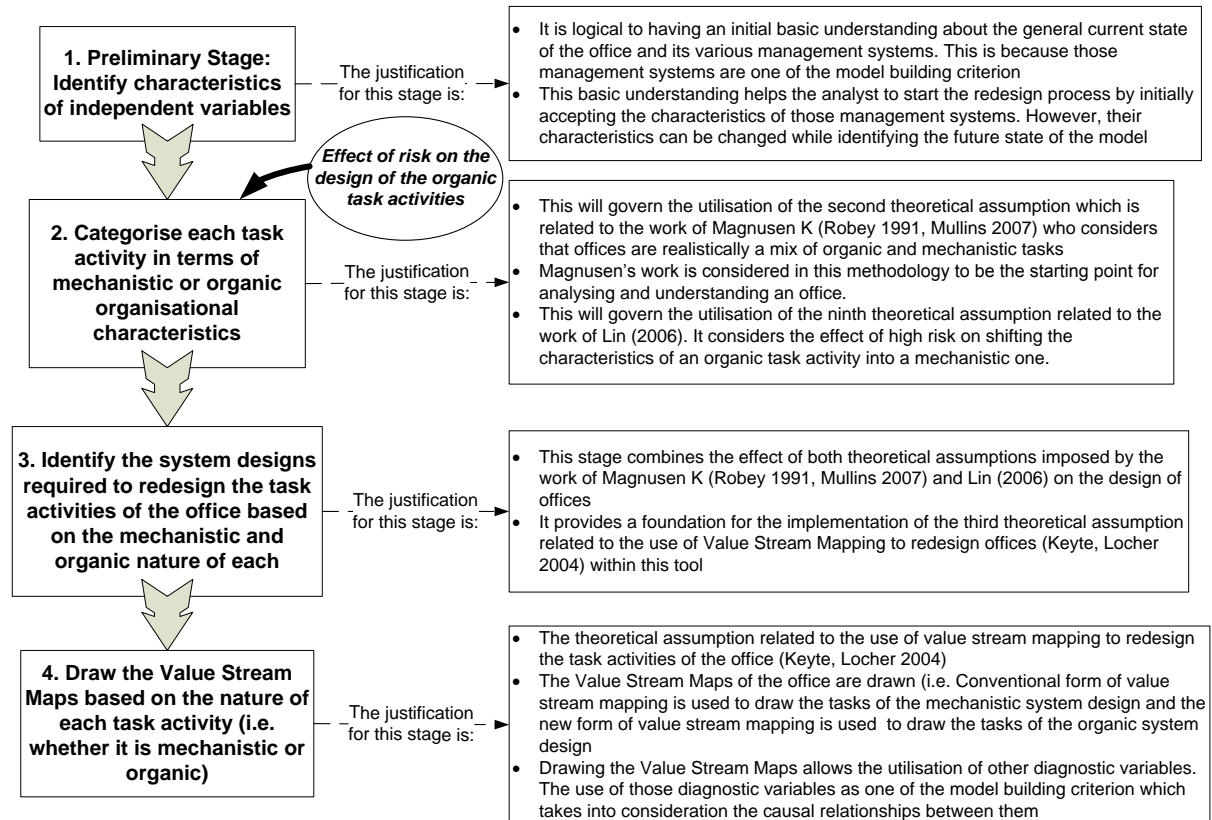 1. Preliminary Stage:
Identify characteristics
of independent variables
The justification
for this stage is:
• It is logical to having an initial basic understanding about the general current state
of the office and its various management systems. This is because those
management systems are one of the model building criterion
• This basic understanding helps the analyst to start the redesign process by initially
accepting the characteristics of those management systems. However, their
characteristics can be changed while identifying the future state of the model
Effect of risk on the
design of the organic
task activities
2. Categorise each task
activity in terms of
mechanistic or organic
organisational
characteristics
The justification
for this stage is:
• This will govern the utilisation of the second theoretical assumption which is
related to the work of Magnusen K (Robey 1991, Mullins 2007) who considers
that offices are realistically a mix of organic and mechanistic tasks
• Magnusen’s work is considered in this methodology to be the starting point for
analysing and understanding an office.
• This will govern the utilisation of the ninth theoretical assumption related to the
work of Lin (2006). It considers the effect of high risk on shifting the
characteristics of an organic task activity into a mechanistic one.
3. Identify the system designs
required to redesign the task
activities of the office based
on the mechanistic and
organic nature of each
The justification
for this stage is:
• This stage combines the effect of both theoretical assumptions imposed by the
work of Magnusen K (Robey 1991, Mullins 2007) and Lin (2006) on the design of
offices
• It provides a foundation for the implementation of the third theoretical assumption
related to the use of Value Stream Mapping to redesign offices (Keyte, Locher
2004) within this tool
4. Draw the Value Stream
Maps based on the nature of
each task activity (i.e.
whether it is mechanistic or
organic)
The justification
for this stage is:
• The theoretical assumption related to the use of value stream mapping to redesign
the task activities of the office (Keyte, Locher 2004)
• The Value Stream Maps of the office are drawn (i.e. Conventional form of value
stream mapping is used to draw the tasks of the mechanistic system design and the
new form of value stream mapping is used to draw the tasks of the organic system
design
• Drawing the Value Stream Maps allows the utilisation of other diagnostic variables.
The use of those diagnostic variables as one of the model building criterion which
takes into consideration the causal relationships between them